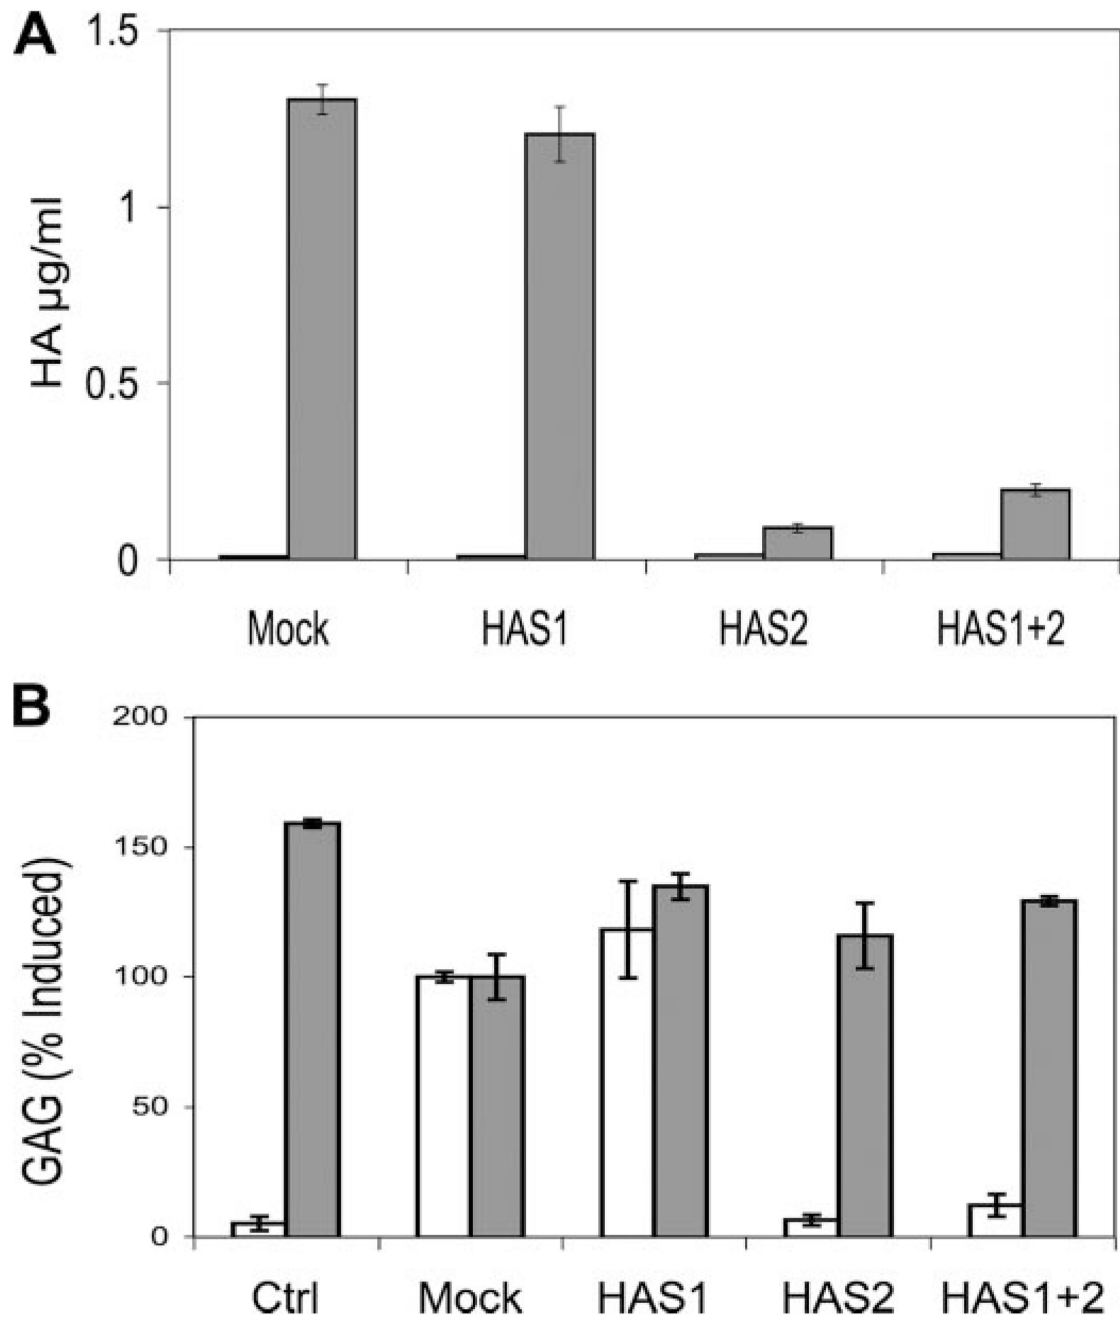 A
1.5
1
0.5
0
HA µg/ml
Mock HAS1 HAS2 HAS1+2
B
200
150
100
50
0
GAG (% Induced)
Ctrl Mock HAS1 HAS2 HAS1+2